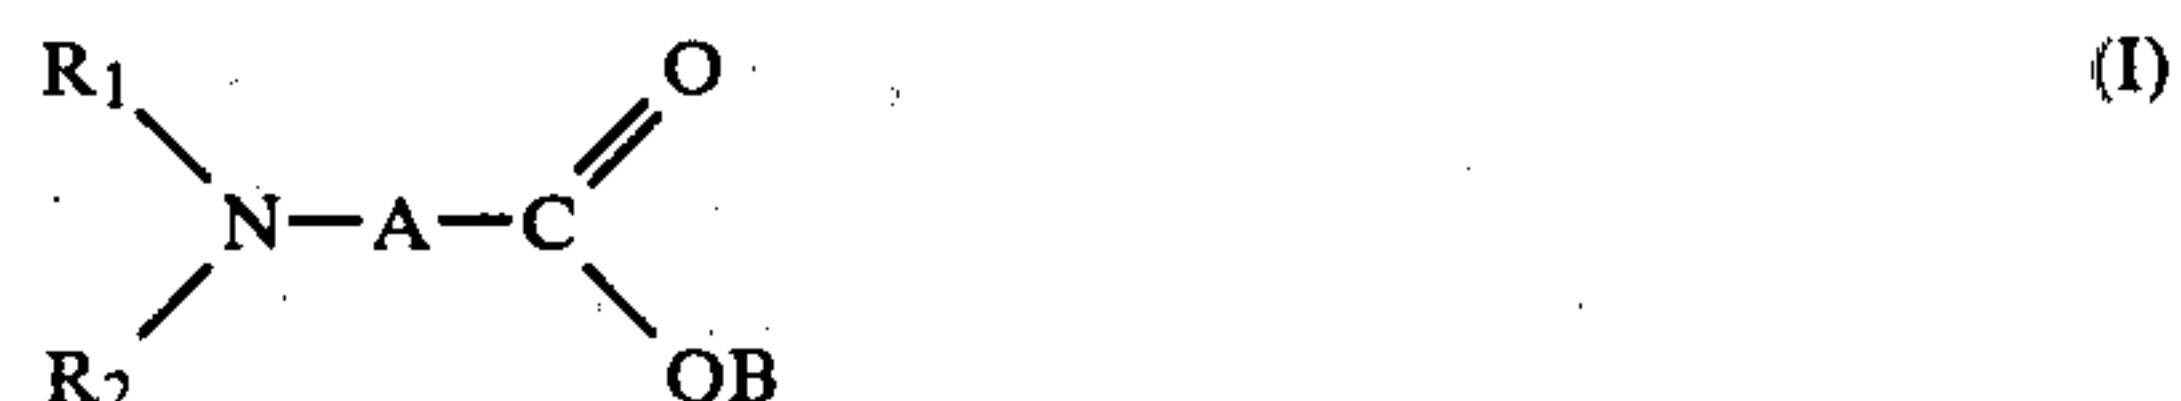 R1 O (I)
N—A—C
R2 OB